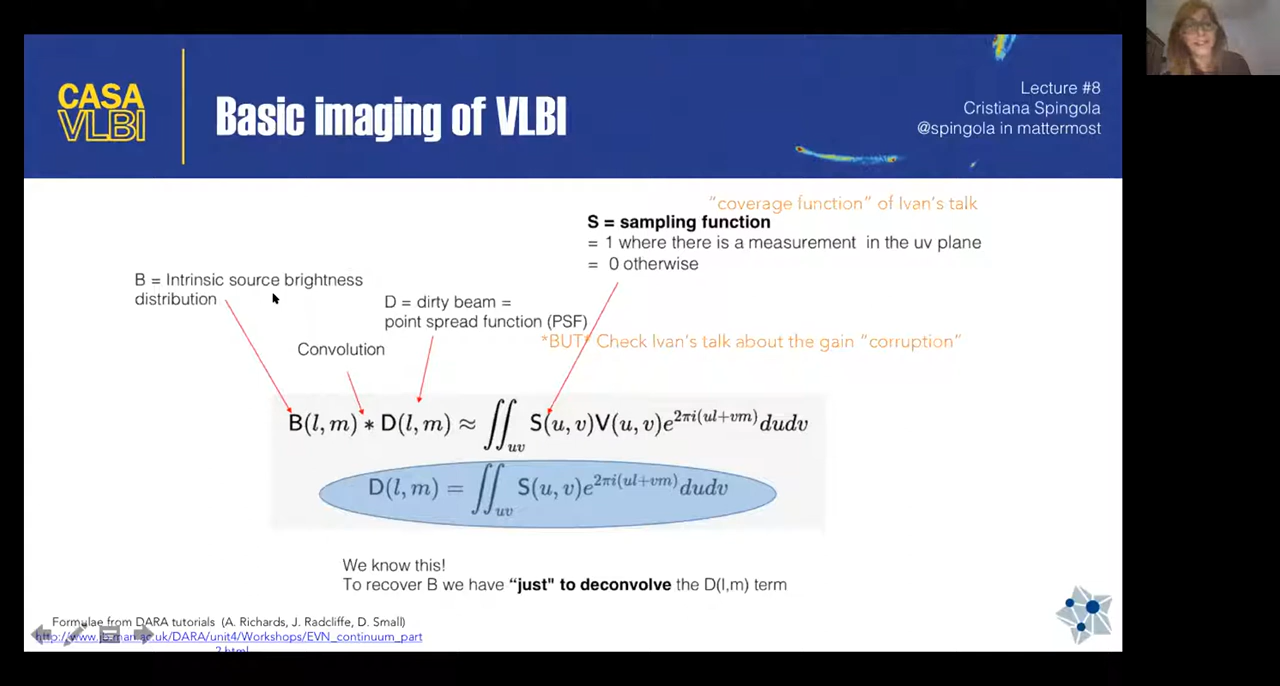 CASA
VLBI
Basic imaging of VLBI
Lecture #8
Cristiana Spingola
@spingola in mattermost
"coverage function" of Ivan's talk
S = sampling function
= 1 where there is a measurement in the uv plane
= 0 otherwise
B = Intrinsic source brightness
distribution
D = dirty beam =
point spread function (PSF)
*BUT* Check Ivan's talk about the gain "corruption"
Convolution
B(l, m) * D(l, m) ≈ ∬_{uv} S(u, v)V(u, v)e^{2πi(ul+vm)}dudv
D(l, m) = ∬_{uv} S(u, v)e^{2πi(ul+vm)}dudv
We know this!
To recover B we have "just" to deconvolve the D(l,m) term
Formulae from DARA tutorials (A. Richards, J. Radcliffe, D. Small)
http://www.jb.man.ac.uk/DARA/unit4/Workshops/EVN_continuum_part
2.html